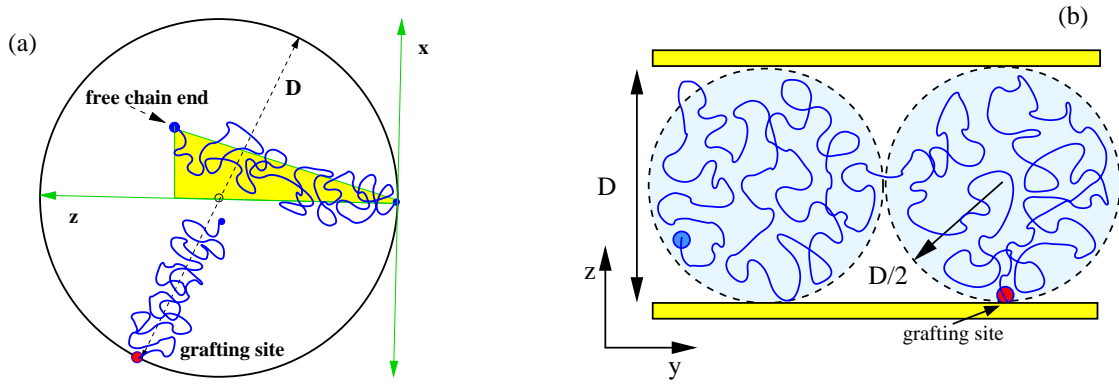 (a)
x
D
free chain end
z
grafting site
(b)
D
z
D/2
grafting site
y